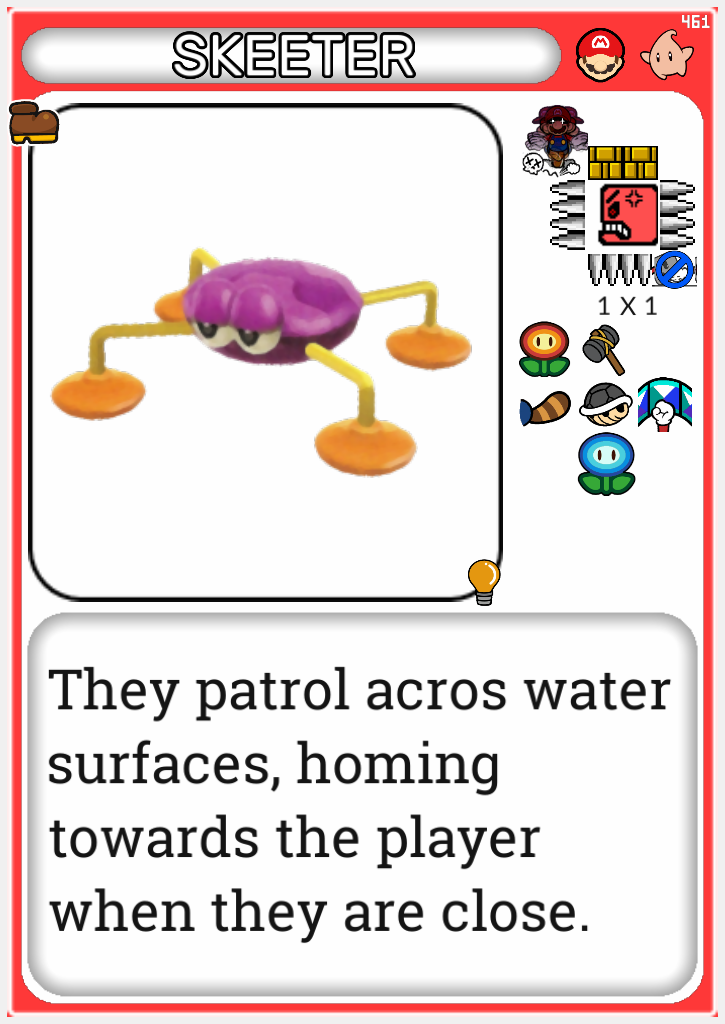 461
SKEETER
1 X 1
They patrol acros water
surfaces, homing
towards the player
when they are close.